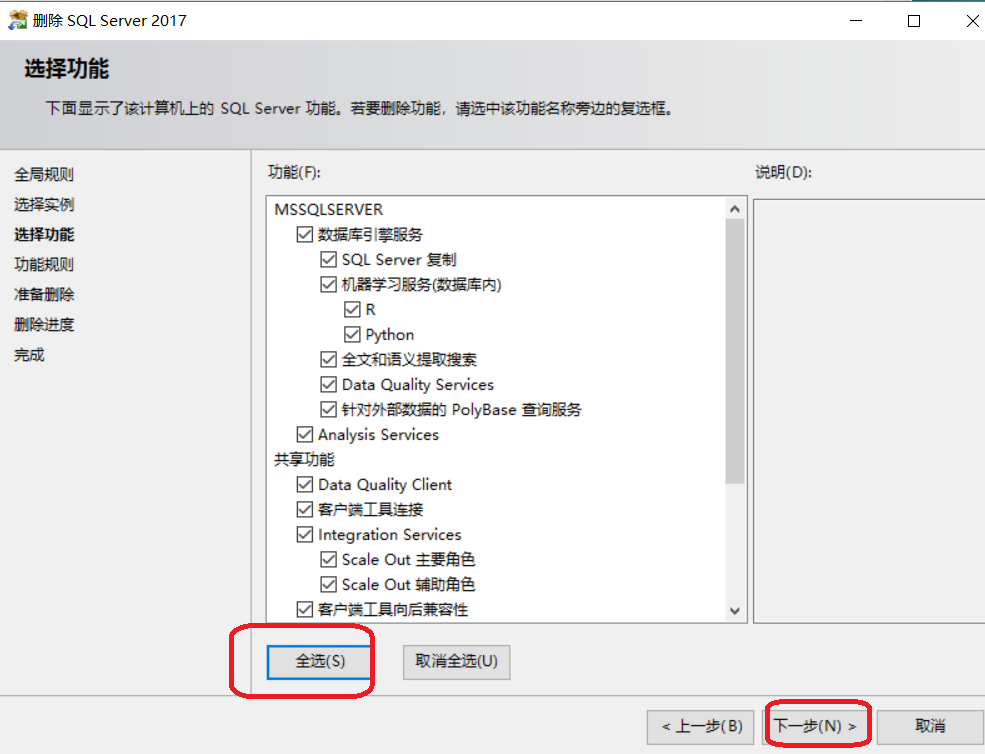 删除 SQL Server 2017
选择功能
下面显示了该计算机上的 SQL Server 功能。若要删除功能，请选中该功能名称旁边的复选框。
全局规则
选择实例
选择功能
功能规则
准备删除
删除进度
完成
功能(F):
MSSQLSERVER
数据库引擎服务
SQL Server 复制
机器学习服务(数据库内)
R
Python
全文和语义提取搜索
Data Quality Services
针对外部数据的 PolyBase 查询服务
Analysis Services
共享功能
Data Quality Client
客户端工具连接
Integration Services
Scale Out 主要角色
Scale Out 辅助角色
客户端工具向后兼容性
说明(D):
全选(S)
取消全选(U)
< 上一步(B)
下一步(N) >
取消